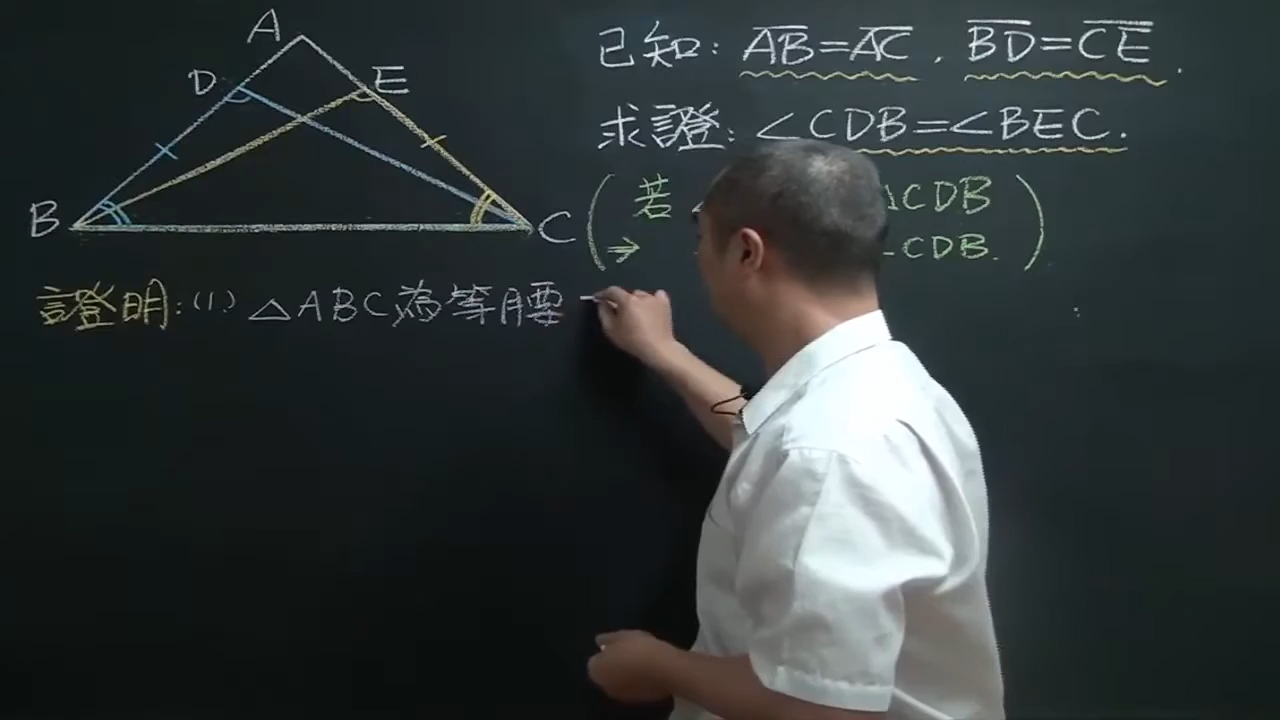 A
D
E
B
C
已知: AB=AC, BD=CE.
求證: ∠CDB=∠BEC.
(若 CDB
⇒ CDB. )
證明:(1) △ABC為等腰